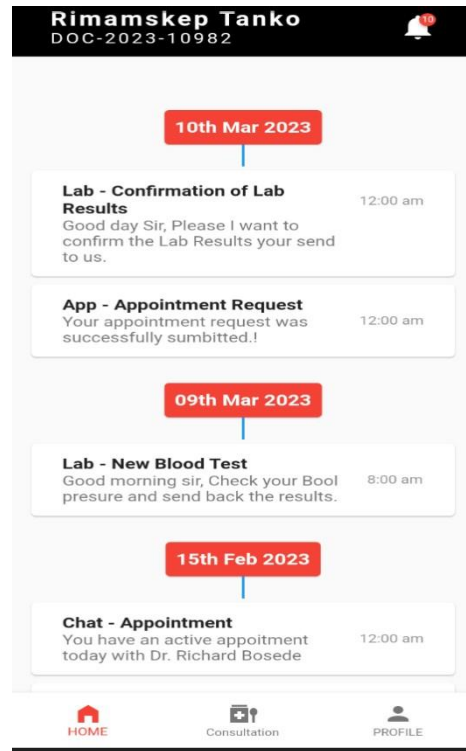 Rimamskep Tanko
DOC-2023-10982
10
10th Mar 2023
Lab - Confirmation of Lab
Results
12:00 am
Good day Sir, Please I want to
confirm the Lab Results your send
to us.
App - Appointment Request
Your appointment request was
12:00 am
successfully sumbitted.!
09th Mar 2023
Lab - New Blood Test
Good morning sir, Check your Bool
8:00 am
presure and send back the results.
15th Feb 2023
Chat - Appointment
You have an active appoitment
12:00 am
today with Dr. Richard Bosede
HOME
Consultation
PROFILE